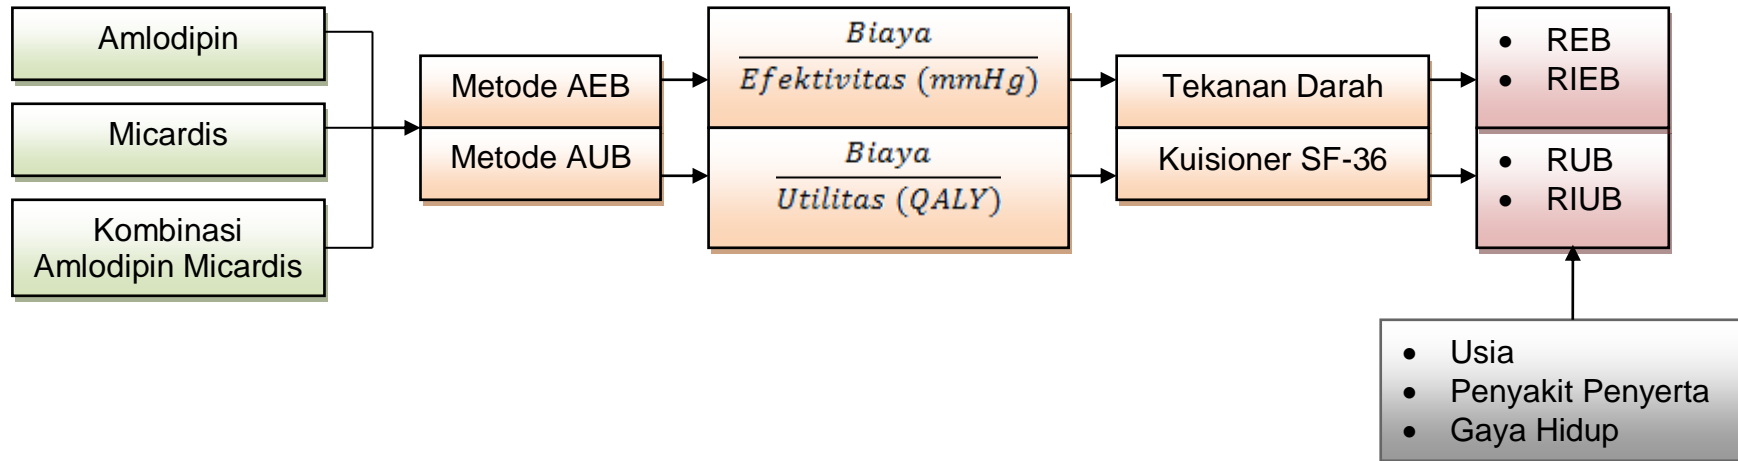 Amlodipin
Micardis
Kombinasi
Amlodipin Micardis
Metode AEB
Metode AUB
Biaya
Efektivitas (mmHg)
Biaya
Utilitas (QALY)
Tekanan Darah
Kuisioner SF-36
• REB
• RIEB
• RUB
• RIUB
• Usia
• Penyakit Penyerta
• Gaya Hidup